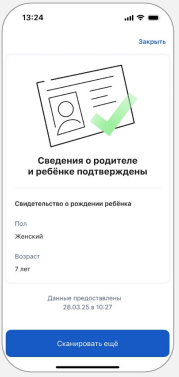 13:24
Закрыть
Сведения о родителе
и ребёнке подтверждены
Свидетельство о рождении ребёнка
Пол
Женский
Возраст
7 лет
Данные предоставлены
28.03.25 в 10:27
Сканировать ещё